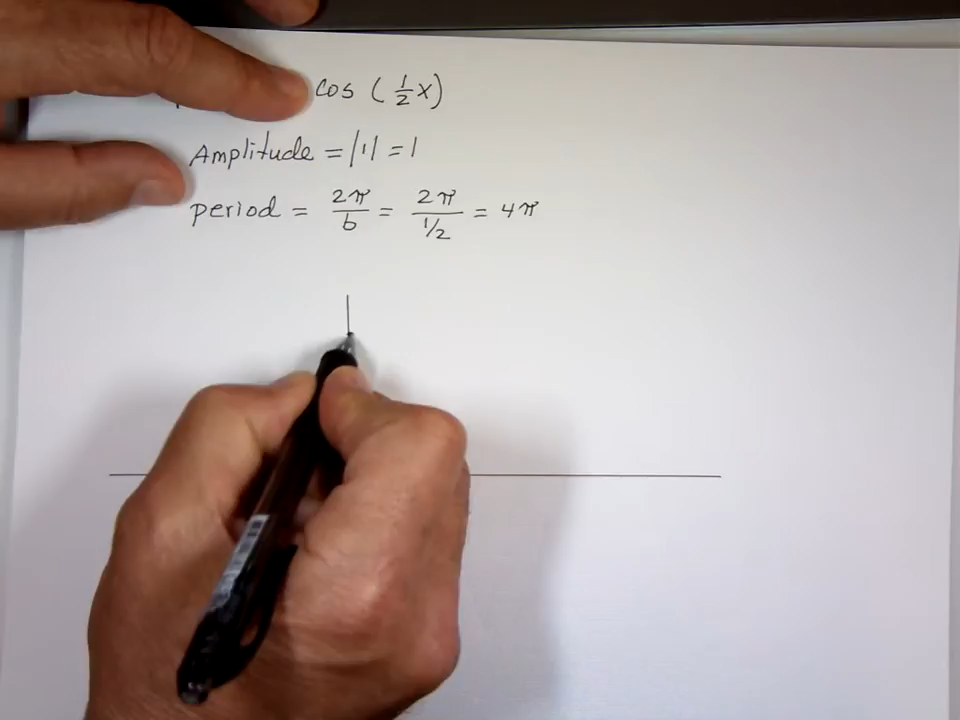 cos (1/2 x)
Amplitude = |1| = 1
period = 2π/b = 2π/1/2 = 4π